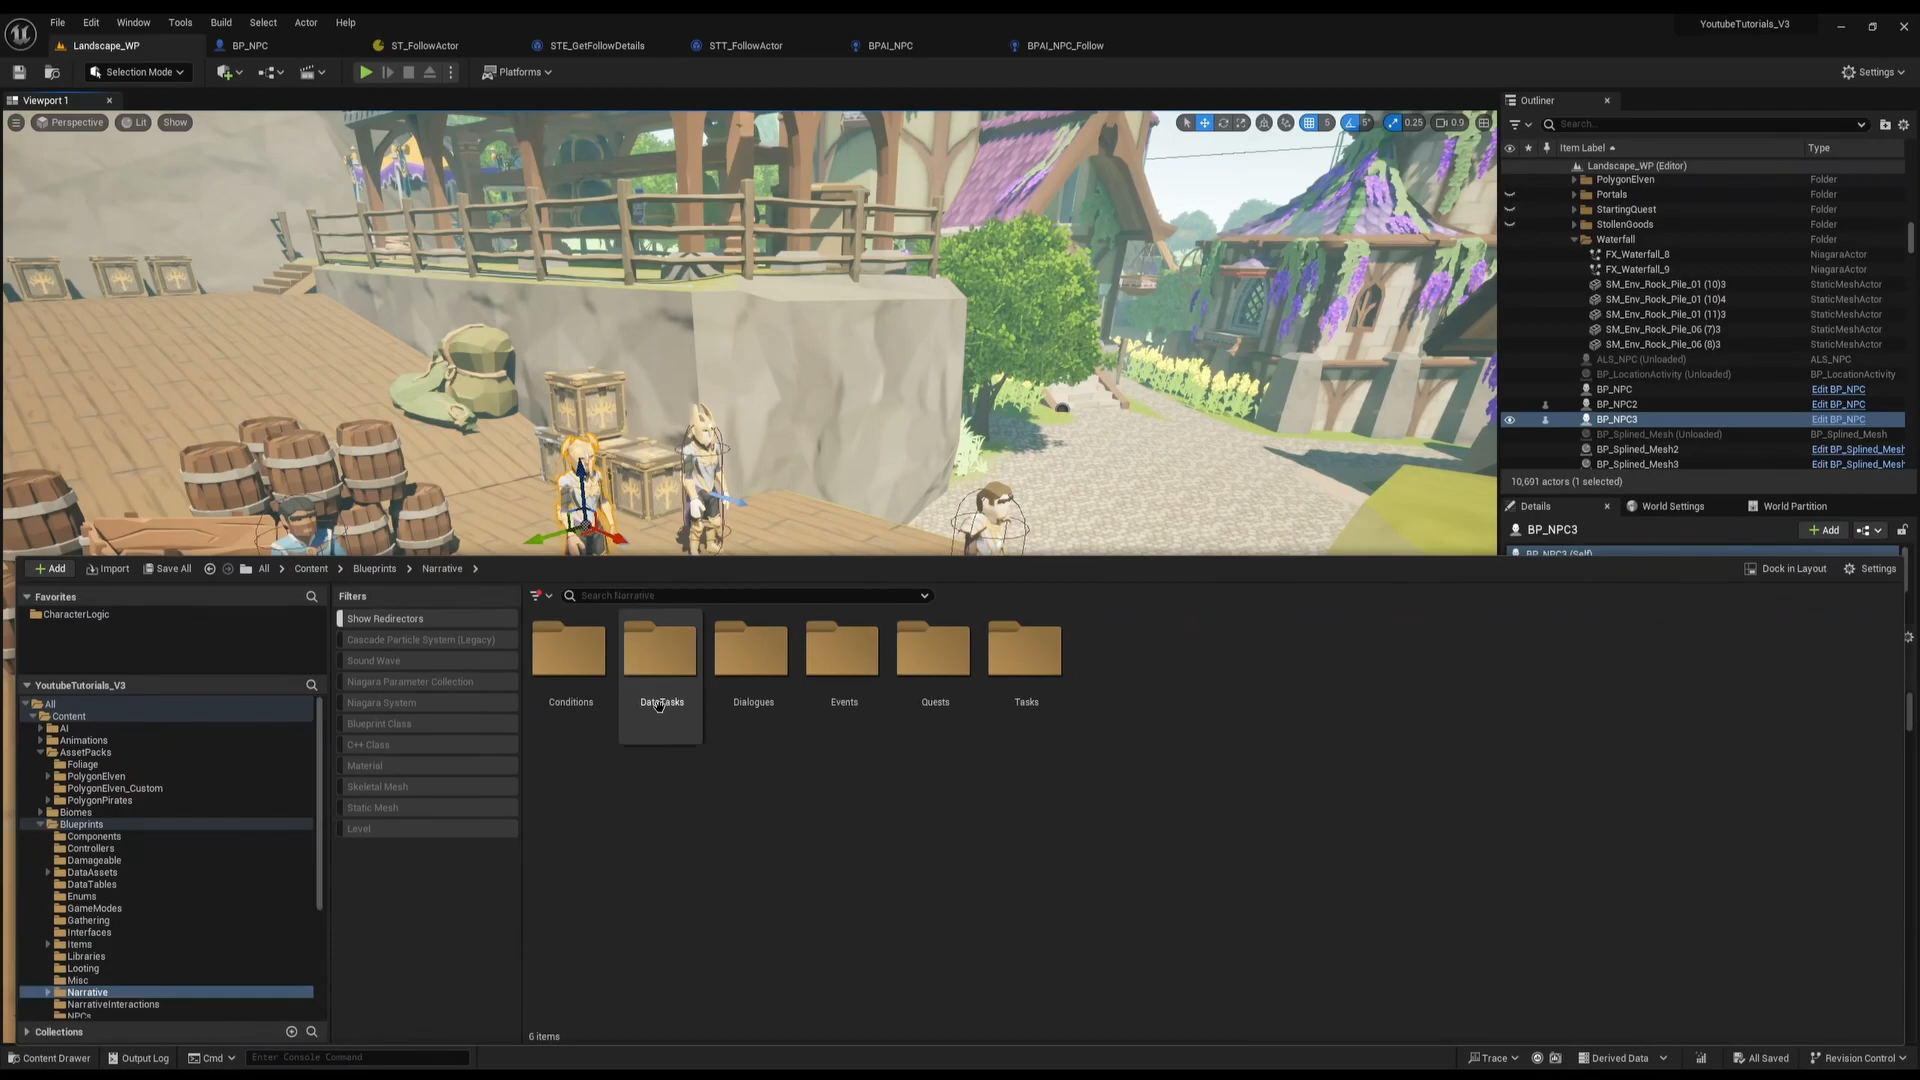 File Edit Window Tools Build Select Actor Help
YoutubeTutorials_V3
Landscape_WP
BP_NPC
ST_FollowActor
STE_GetFollowDetails
STT_FollowActor
BPAI_NPC
BPAI_NPC_Follow
Selection Mode
Platforms
Settings
Viewport 1
Perspective
Lit
Show
5
5°
0.25
0.9
Outliner
Search...
Item Label
Type
Landscape_WP (Editor)
PolygonElven Folder
Portals Folder
StartingQuest Folder
StollenGoods Folder
Waterfall Folder
FX_Waterfall_8 NiagaraActor
FX_Waterfall_9 NiagaraActor
SM_Env_Rock_Pile_01 (10)3 StaticMeshActor
SM_Env_Rock_Pile_01 (10)4 StaticMeshActor
SM_Env_Rock_Pile_01 (11)3 StaticMeshActor
SM_Env_Rock_Pile_06 (7)3 StaticMeshActor
SM_Env_Rock_Pile_06 (8)3 StaticMeshActor
ALS_NPC (Unloaded) ALS_NPC
BP_LocationActivity (Unloaded) BP_LocationActivity
BP_NPC Edit BP_NPC
BP_NPC2 Edit BP_NPC
BP_NPC3 Edit BP_NPC
BP_Splined_Mesh (Unloaded) BP_Splined_Mesh
BP_Splined_Mesh2 Edit BP_Splined_Mesh
BP_Splined_Mesh3 Edit BP_Splined_Mesh
10,691 actors (1 selected)
Details
World Settings
World Partition
BP_NPC3
Add
BP_NPC3 (Self)
Add
Import
Save All
All
Content
Blueprints
Narrative
Dock in Layout
Settings
Favorites
CharacterLogic
YoutubeTutorials_V3
All
Content
AI
Animations
AssetPacks
Foliage
PolygonElven
PolygonElven_Custom
PolygonPirates
Biomes
Blueprints
Components
Controllers
Damageable
DataAssets
DataTables
Enums
GameModes
Gathering
Interfaces
Items
Libraries
Looting
Misc
Narrative
NarrativeInteractions
NPCs
Collections
Filters
Show Redirectors
Cascade Particle System (Legacy)
Sound Wave
Niagara Parameter Collection
Niagara System
Blueprint Class
C++ Class
Material
Skeletal Mesh
Static Mesh
Level
Search Narrative
Conditions
DataTasks
Dialogues
Events
Quests
Tasks
6 items
Content Drawer
Output Log
Cmd
Enter Console Command
Trace
Derived Data
All Saved
Revision Control